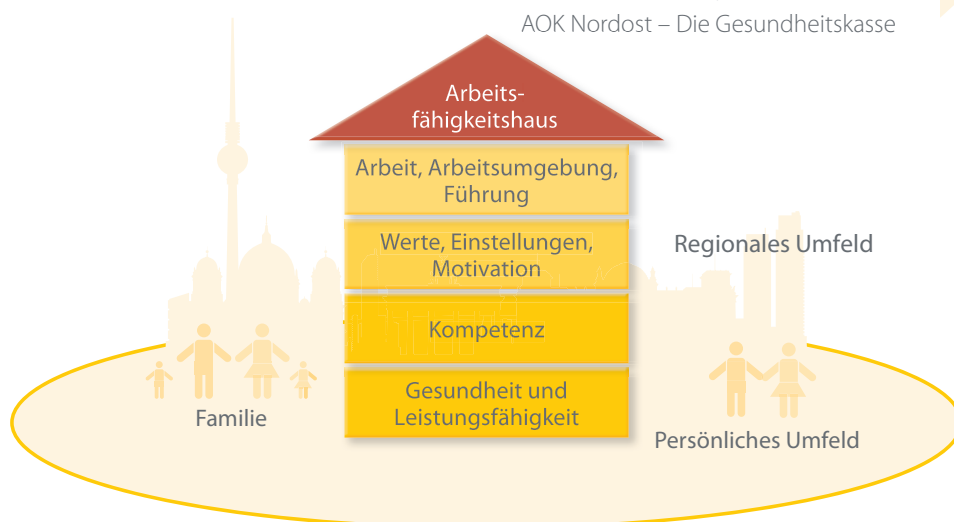 AOK Nordost – Die Gesundheitskasse
Arbeits-
fähigkeitshaus
Arbeit, Arbeitsumgebung,
Führung
Werte, Einstellungen,
Motivation
Regionales Umfeld
Kompetenz
Gesundheit und
Leistungsfähigkeit
Familie
Persönliches Umfeld